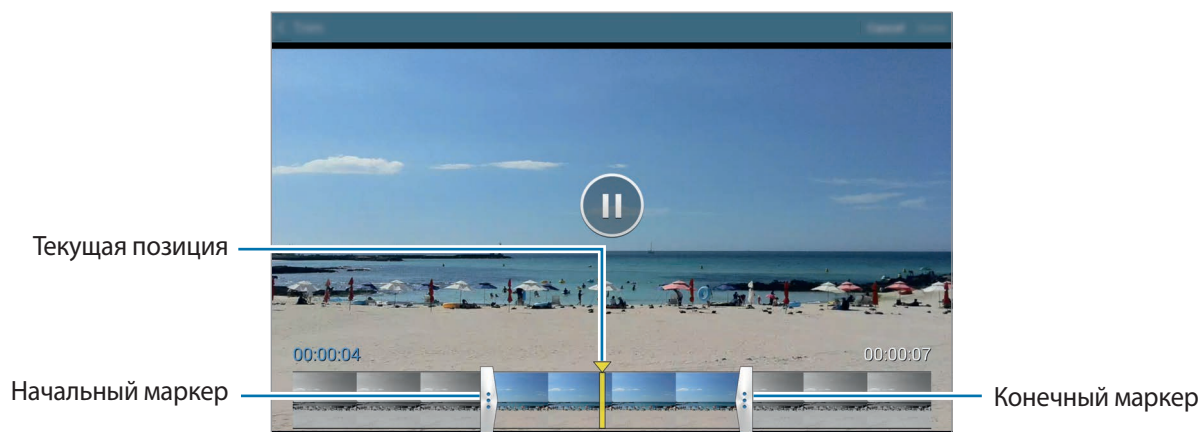 Текущая позиция
00:00:04
00:00:07
Начальный маркер
Конечный маркер